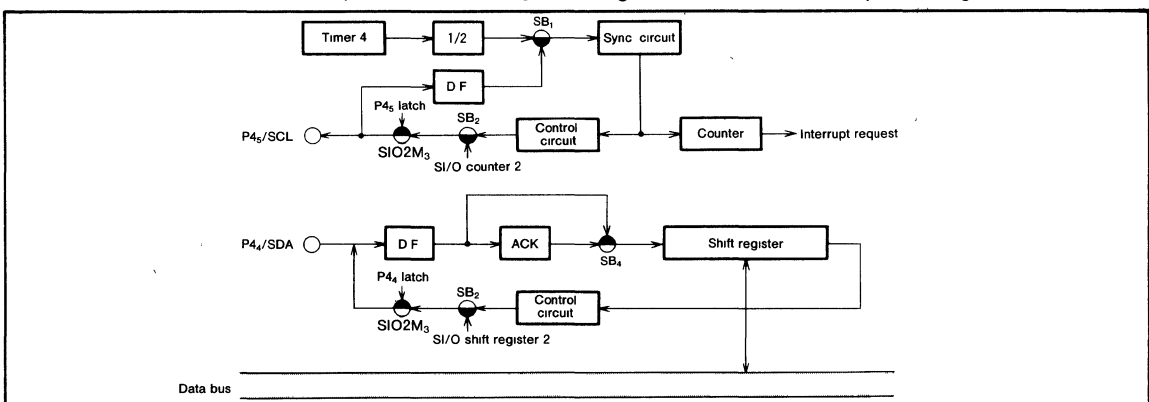 SB₁
Timer 4
1/2
Sync circuit
D F
P4₅ latch
SB₂
P4₅/SCL
Control circuit
Counter
Interrupt request
SIO2M₃
SI/O counter 2
P4₄/SDA
D F
ACK
SB₄
Shift register
P4₄ latch
SB₂
Control circuit
SIO2M₃
SI/O shift register 2
Data bus